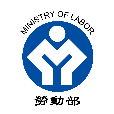 MINISTRY OF LABOR
勞動部